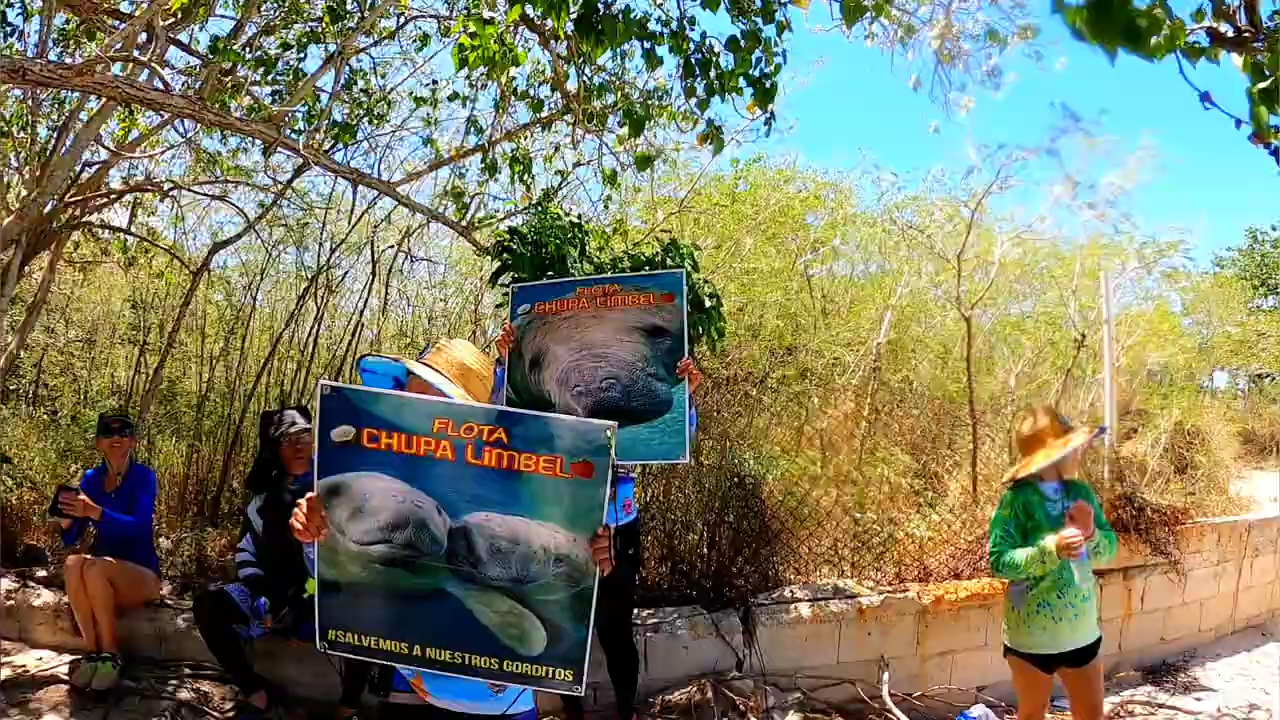 FLOTA
CHUPA LiMBEL
FLOTA
CHUPA LiMBEL
#SALVEMOS A NUESTROS GORDITOS